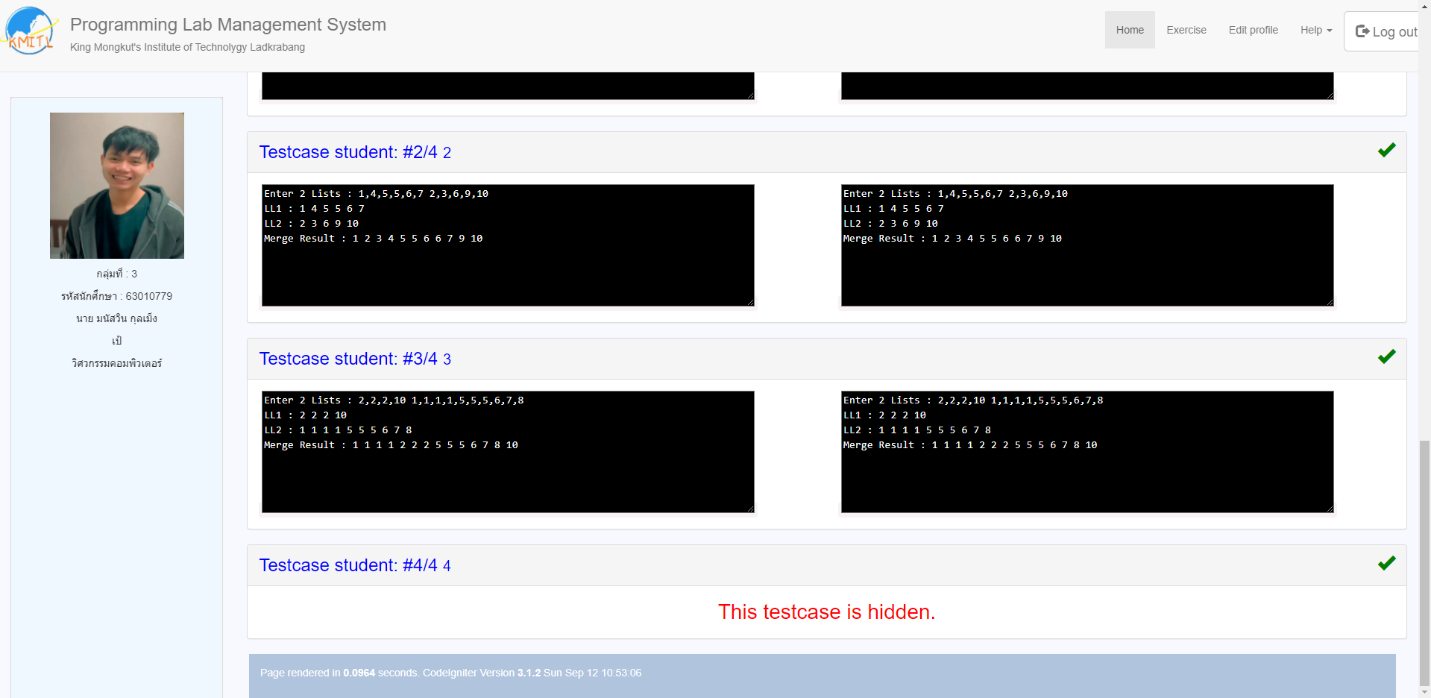 KMITL
Programming Lab Management System
King Mongkut's Institute of Technolygy Ladkrabang
Home
Exercise
Edit profile
Help
Log out
กลุ่มที่ : 3
รหัสนักศึกษา : 63010779
นาย มนัสวิน กุลเม็ง
เป้
วิศวกรรมคอมพิวเตอร์
Testcase student: #2/4 2
Enter 2 Lists : 1,4,5,5,6,7 2,3,6,9,10
LL1 : 1 4 5 5 6 7
LL2 : 2 3 6 9 10
Merge Result : 1 2 3 4 5 5 6 6 7 9 10
Enter 2 Lists : 1,4,5,5,6,7 2,3,6,9,10
LL1 : 1 4 5 5 6 7
LL2 : 2 3 6 9 10
Merge Result : 1 2 3 4 5 5 6 6 7 9 10
Testcase student: #3/4 3
Enter 2 Lists : 2,2,2,10 1,1,1,1,5,5,5,6,7,8
LL1 : 2 2 2 10
LL2 : 1 1 1 1 5 5 5 6 7 8
Merge Result : 1 1 1 1 2 2 2 5 5 5 6 7 8 10
Enter 2 Lists : 2,2,2,10 1,1,1,1,5,5,5,6,7,8
LL1 : 2 2 2 10
LL2 : 1 1 1 1 5 5 5 6 7 8
Merge Result : 1 1 1 1 2 2 2 5 5 5 6 7 8 10
Testcase student: #4/4 4
This testcase is hidden.
Page rendered in 0.0964 seconds. CodeIgniter Version 3.1.2 Sun Sep 12 10:53:06